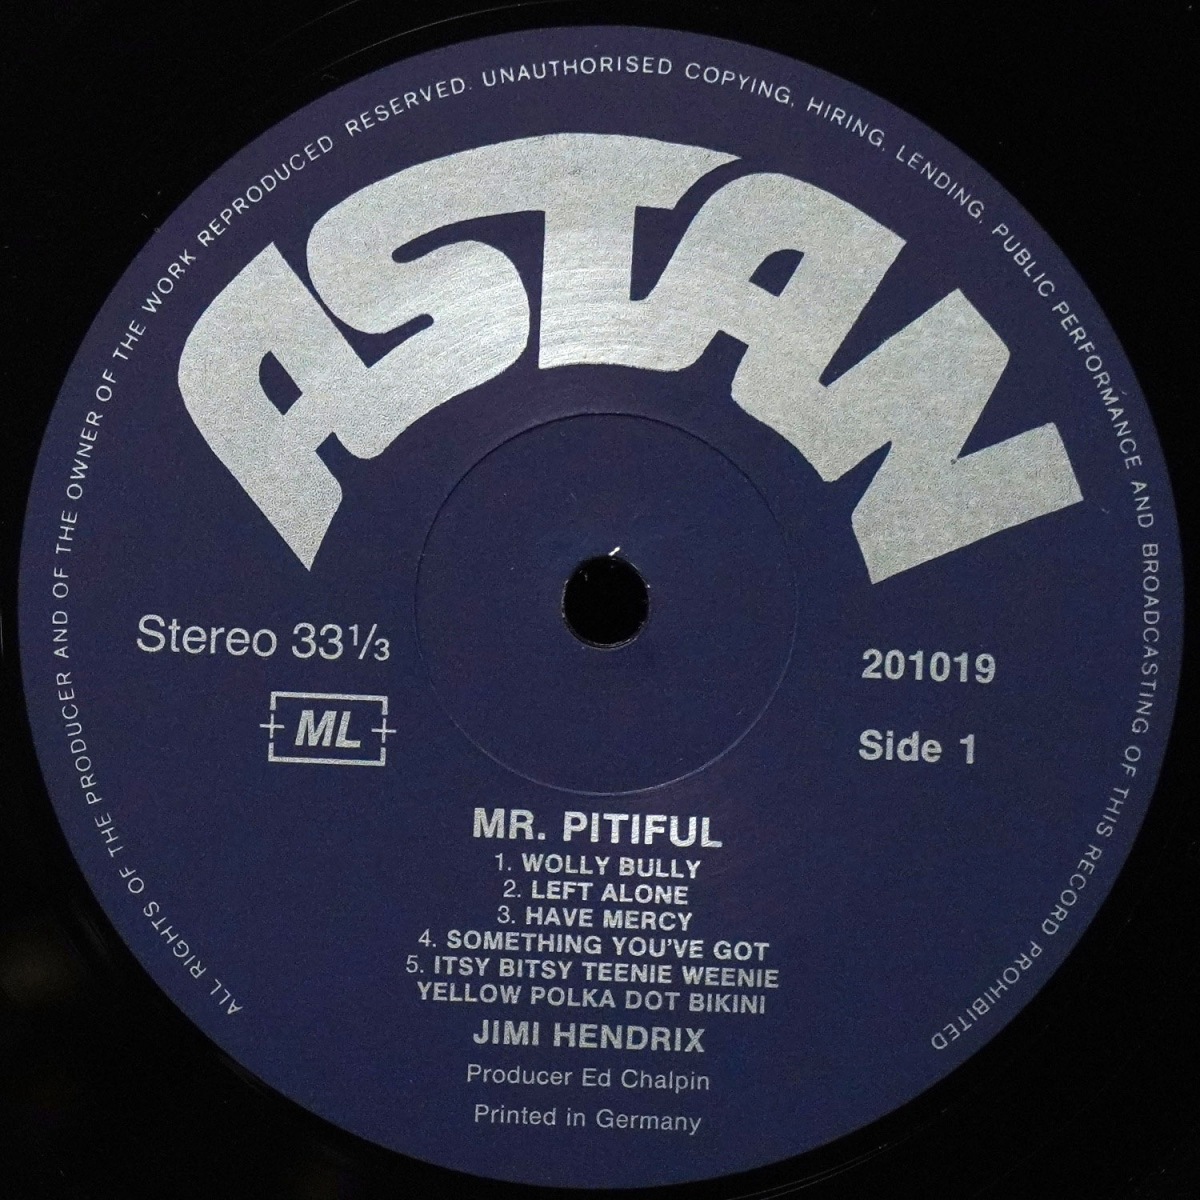 ALL RIGHTS OF THE PRODUCER AND OF THE OWNER OF THE WORK REPRODUCED RESERVED. UNAUTHORISED COPYING, HIRING, LENDING, PUBLIC PERFORMANCE AND BROADCASTING OF THIS RECORD PROHIBITED
ASTAN
Stereo 33⅓
201019
ML
Side 1
MR. PITIFUL
1. WOLLY BULLY
2. LEFT ALONE
3. HAVE MERCY
4. SOMETHING YOU'VE GOT
5. ITSY BITSY TEENIE WEENIE
YELLOW POLKA DOT BIKINI
JIMI HENDRIX
Producer Ed Chalpin
Printed in Germany